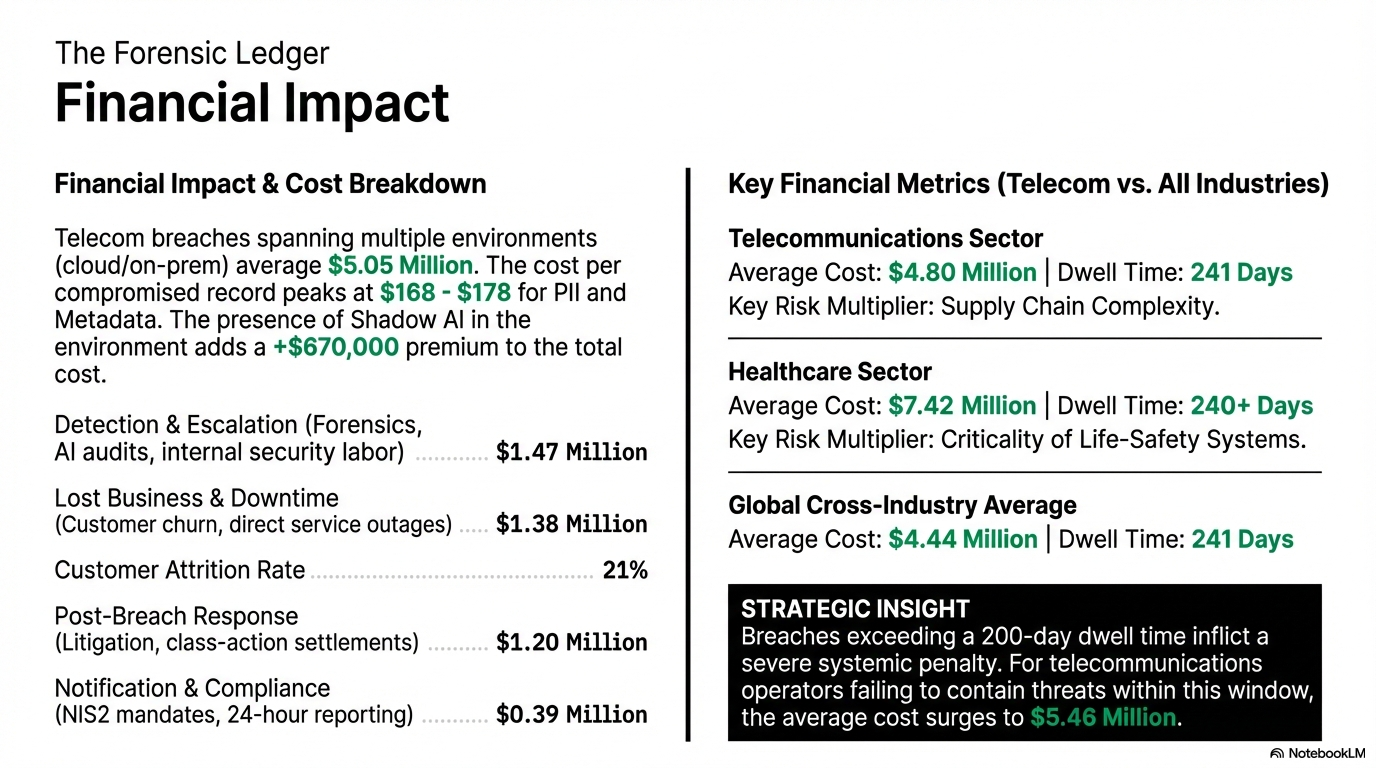 The Forensic Ledger
Financial Impact
Financial Impact & Cost Breakdown
Telecom breaches spanning multiple environments
(cloud/on-prem) average $5.05 Million. The cost per
compromised record peaks at $168 - $178 for PII and
Metadata. The presence of Shadow AI in the
environment adds a +$670,000 premium to the total
cost.
Detection & Escalation (Forensics,
AI audits, internal security labor) ............ $1.47 Million
Lost Business & Downtime
(Customer churn, direct service outages) ..... $1.38 Million
Customer Attrition Rate ................................................ 21%
Post-Breach Response
(Litigation, class-action settlements) .......... $1.20 Million
Notification & Compliance
(NIS2 mandates, 24-hour reporting) ........... $0.39 Million
Key Financial Metrics (Telecom vs. All Industries)
Telecommunications Sector
Average Cost: $4.80 Million | Dwell Time: 241 Days
Key Risk Multiplier: Supply Chain Complexity.
Healthcare Sector
Average Cost: $7.42 Million | Dwell Time: 240+ Days
Key Risk Multiplier: Criticality of Life-Safety Systems.
Global Cross-Industry Average
Average Cost: $4.44 Million | Dwell Time: 241 Days
STRATEGIC INSIGHT
Breaches exceeding a 200-day dwell time inflict a
severe systemic penalty. For telecommunications
operators failing to contain threats within this window,
the average cost surges to $5.46 Million.
NotebookLM